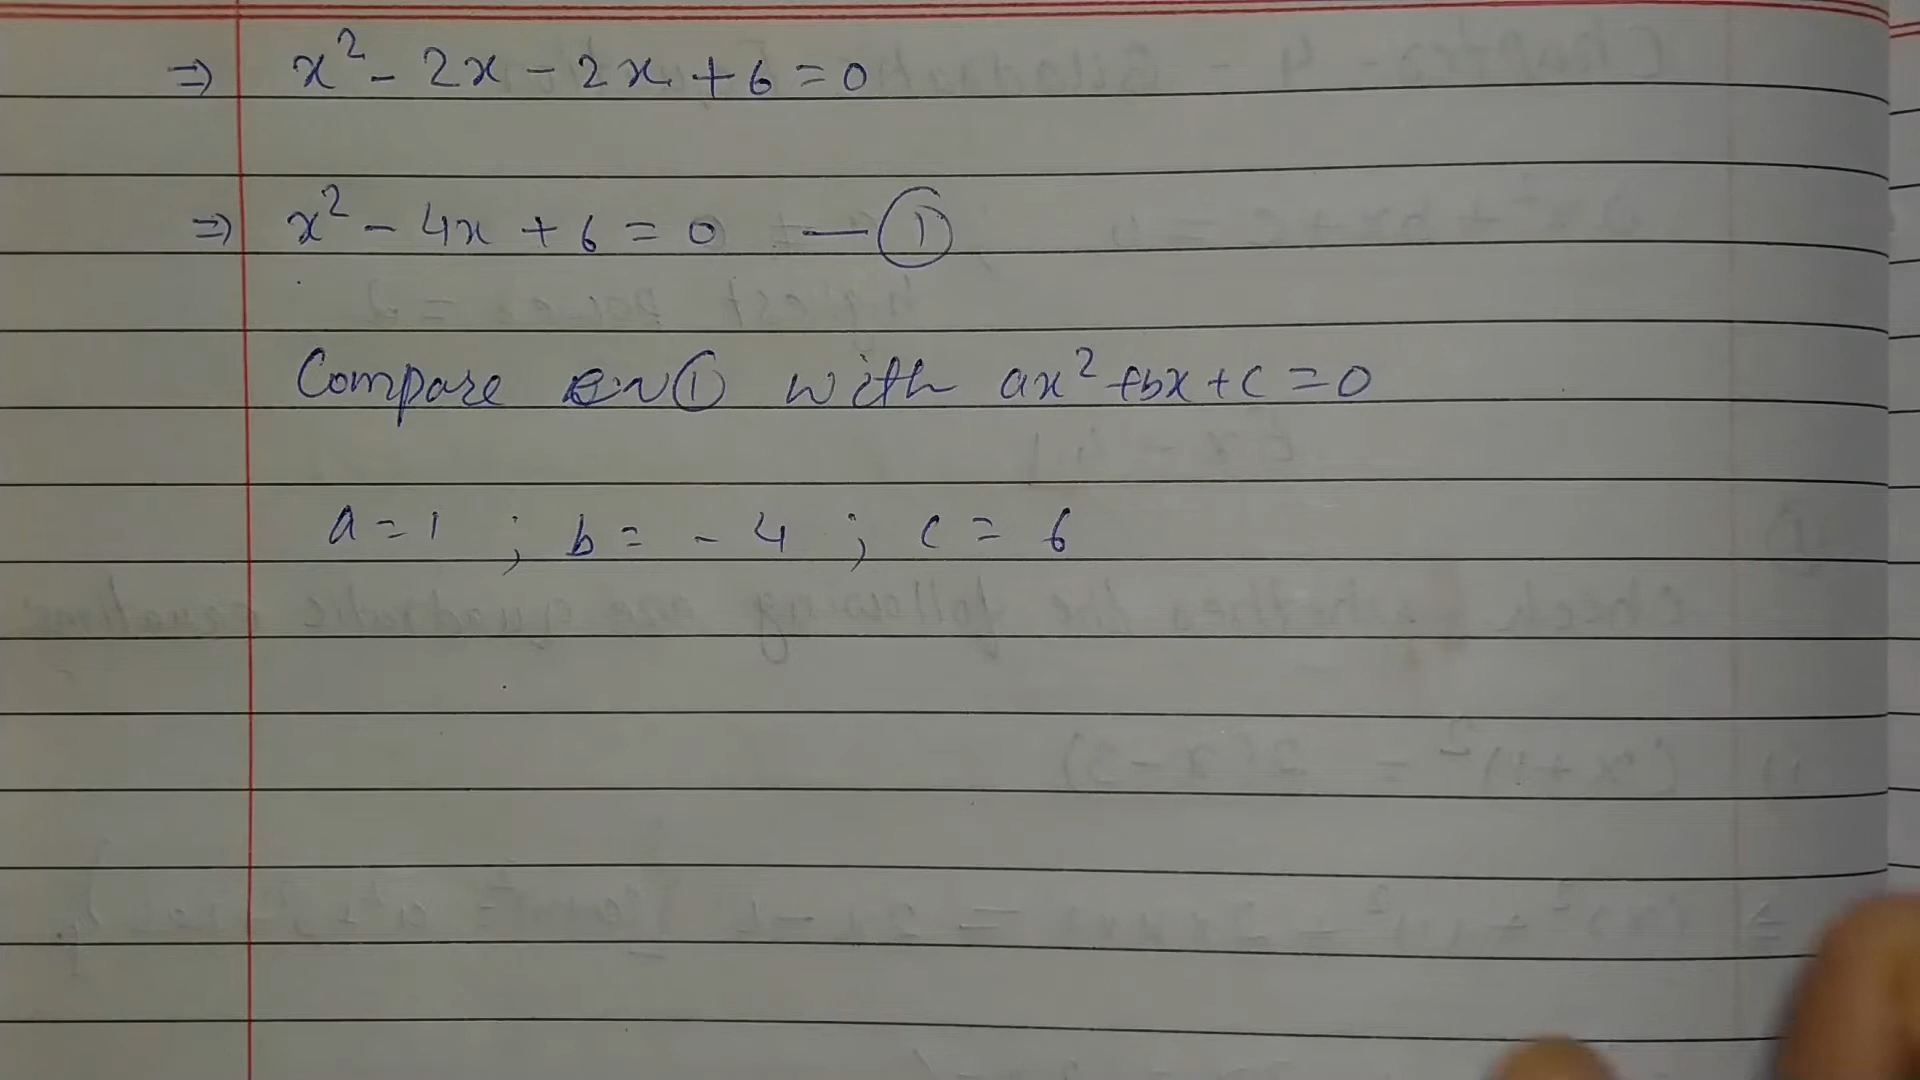 ⇒ x² - 2x - 2x + 6 = 0
⇒ x² - 4x + 6 = 0 — ①
Compare en ① with ax² + bx + c = 0
a = 1 ; b = - 4 ; c = 6